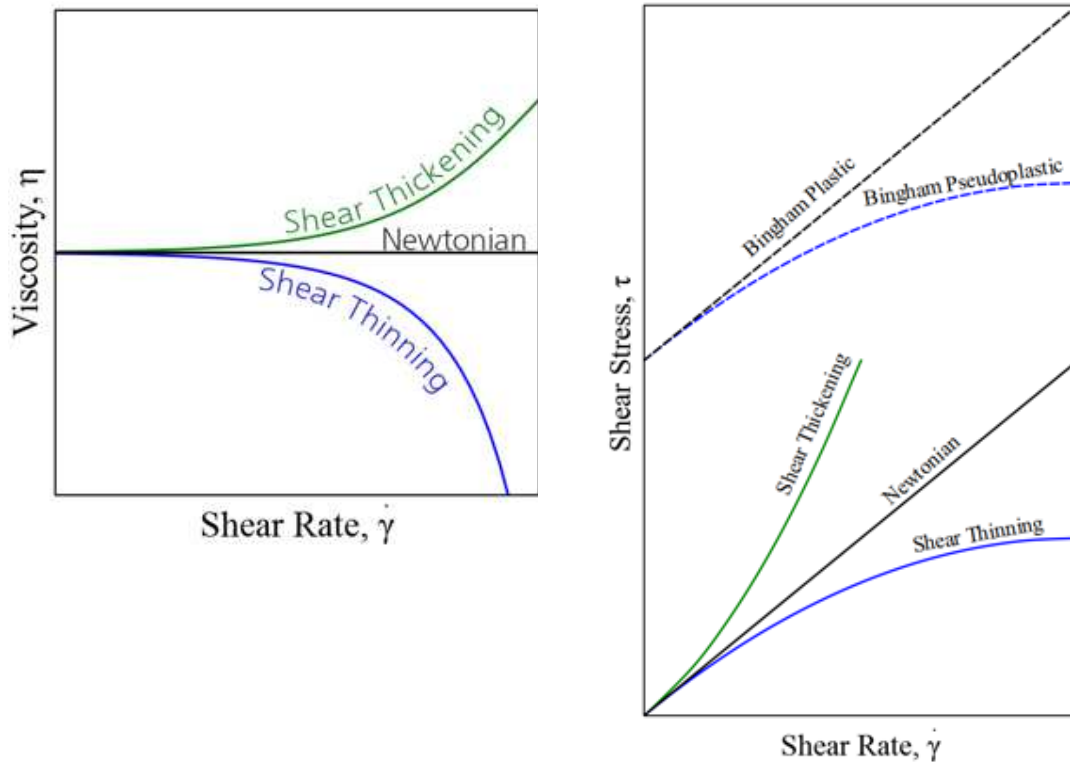 Viscosity, η
Shear Thickening
Newtonian
Shear Thinning
Shear Rate, γ̇
Shear Stress, τ
Bingham Plastic
Bingham Pseudoplastic
Shear Thickening
Newtonian
Shear Thinning
Shear Rate, γ̇